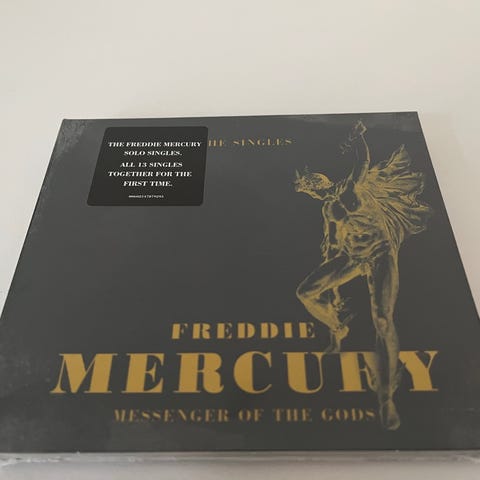 HE SINGLES
THE FREDDIE MERCURY
SOLO SINGLES.
ALL 13 SINGLES
TOGETHER FOR THE
FIRST TIME.
FREDDIE
MERCURY
MESSENGER OF THE GODS